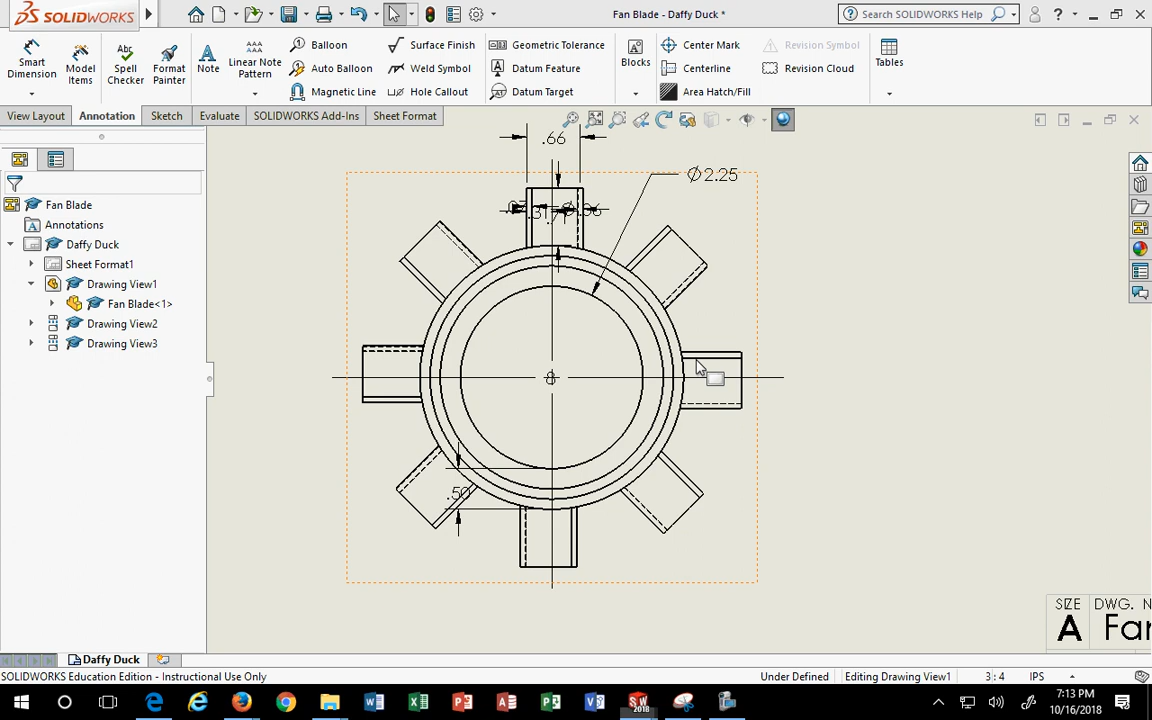 SOLIDWORKS
Fan Blade - Daffy Duck *
Search SOLIDWORKS Help
?
Smart Dimension
Model Items
Abc
Spell Checker
Format Painter
Note
Linear Note Pattern
Balloon
Auto Balloon
Magnetic Line
Surface Finish
Weld Symbol
Hole Callout
Geometric Tolerance
Datum Feature
Datum Target
Blocks
Center Mark
Centerline
Area Hatch/Fill
Revision Symbol
Revision Cloud
Tables
View Layout
Annotation
Sketch
Evaluate
SOLIDWORKS Add-Ins
Sheet Format
Fan Blade
Annotations
Daffy Duck
Sheet Format1
Drawing View1
Fan Blade<1>
Drawing View2
Drawing View3
.66
Ø2.25
8
.50
SIZE
DWG. N
A
Far
Daffy Duck
SOLIDWORKS Education Edition - Instructional Use Only
Under Defined
Editing Drawing View1
3 : 4
IPS
7:13 PM
10/16/2018